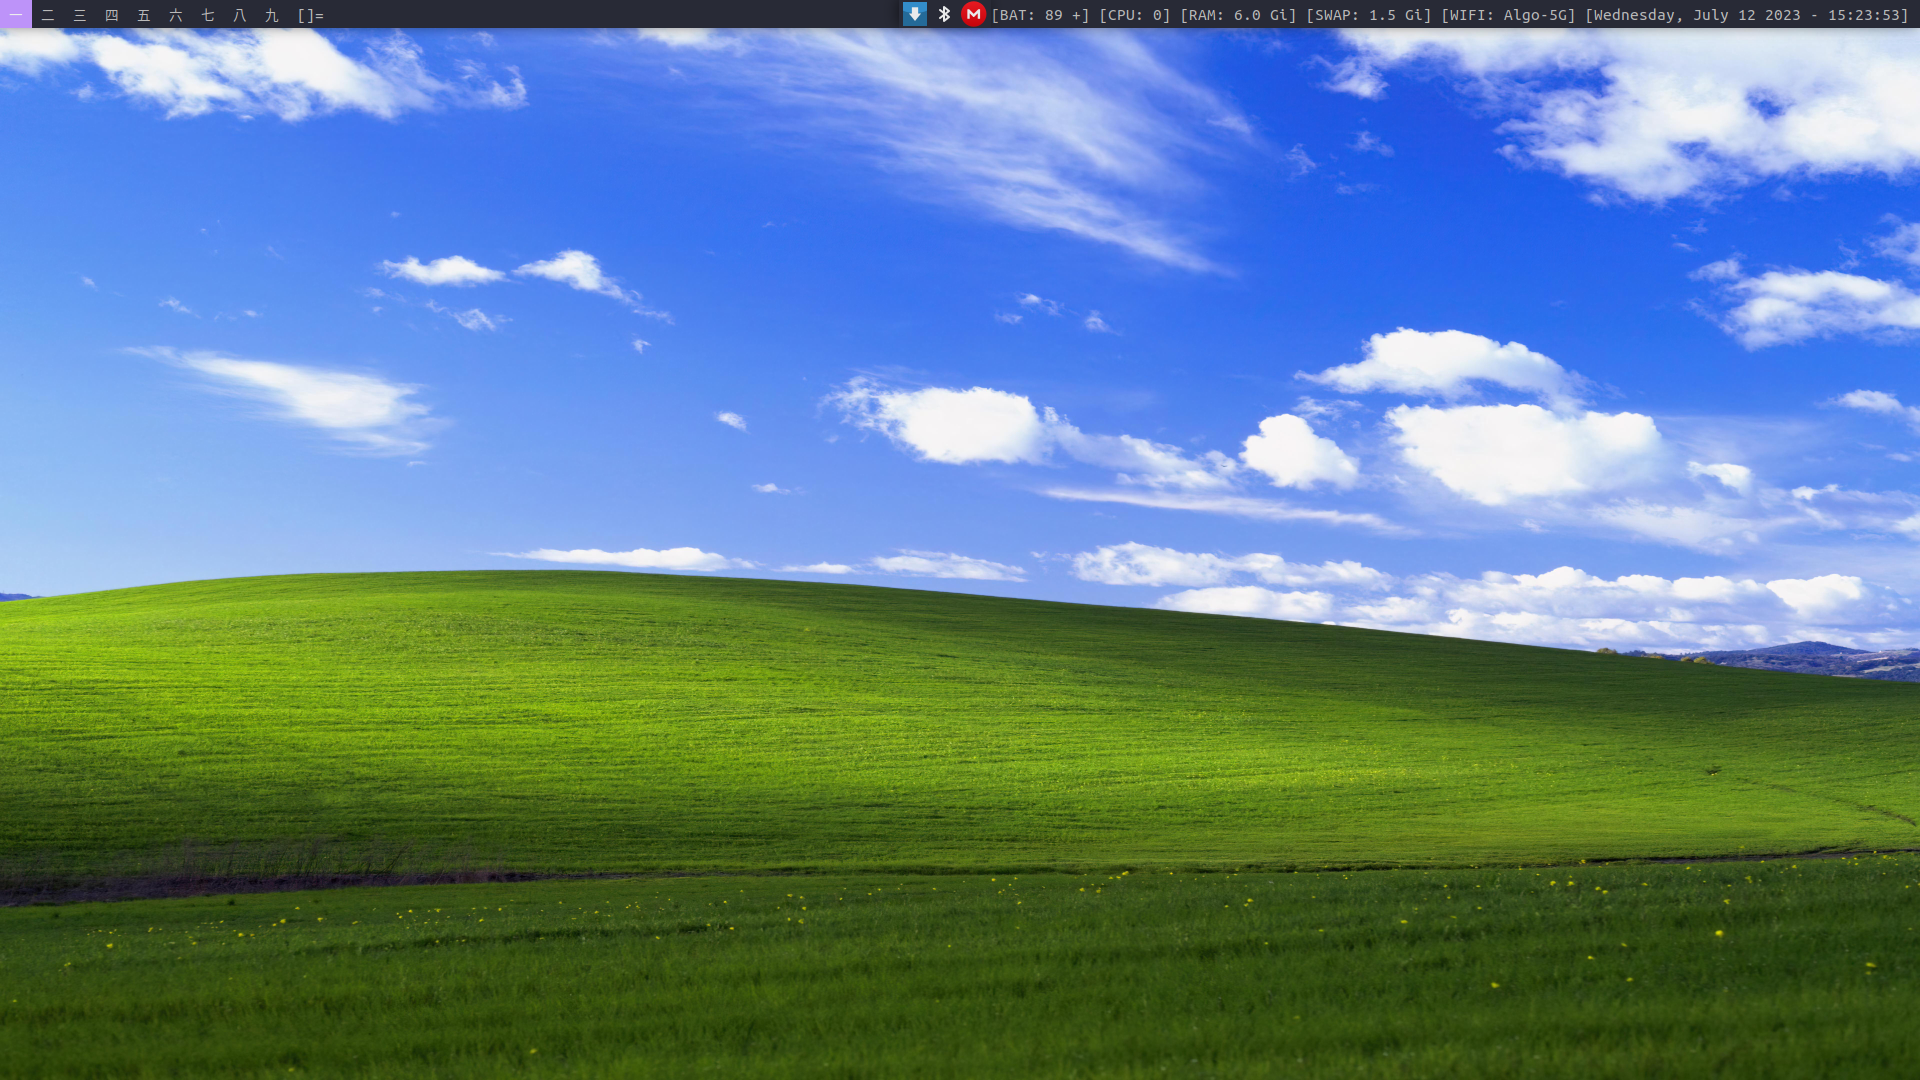 一 二 三 四 五 六 七 八 九 []= M [BAT: 89 +] [CPU: 0] [RAM: 6.0 Gi] [SWAP: 1.5 Gi] [WIFI: Algo-5G] [Wednesday, July 12 2023 - 15:23:53]